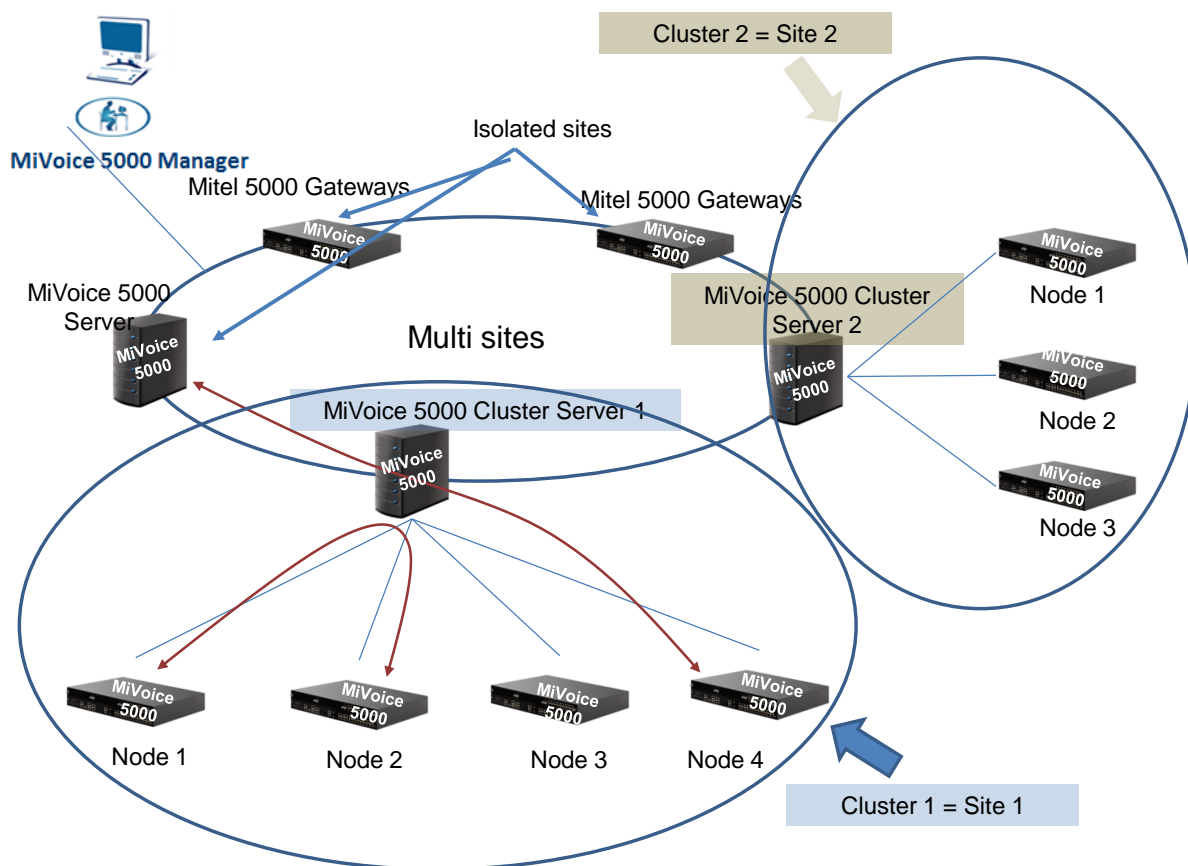 Cluster 2 = Site 2
MiVoice 5000 Manager
Isolated sites
Mitel 5000 Gateways
Mitel 5000 Gateways
MiVoice
5000
MiVoice
5000
MiVoice
5000
Node 1
MiVoice 5000
Server
MiVoice 5000 Cluster
Server 2
MiVoice
5000
Multi sites
MiVoice
5000
MiVoice
5000
Node 2
MiVoice 5000 Cluster Server 1
MiVoice
5000
MiVoice
5000
Node 3
MiVoice
5000
MiVoice
5000
MiVoice
5000
MiVoice
5000
Node 1
Node 2
Node 3
Node 4
Cluster 1 = Site 1